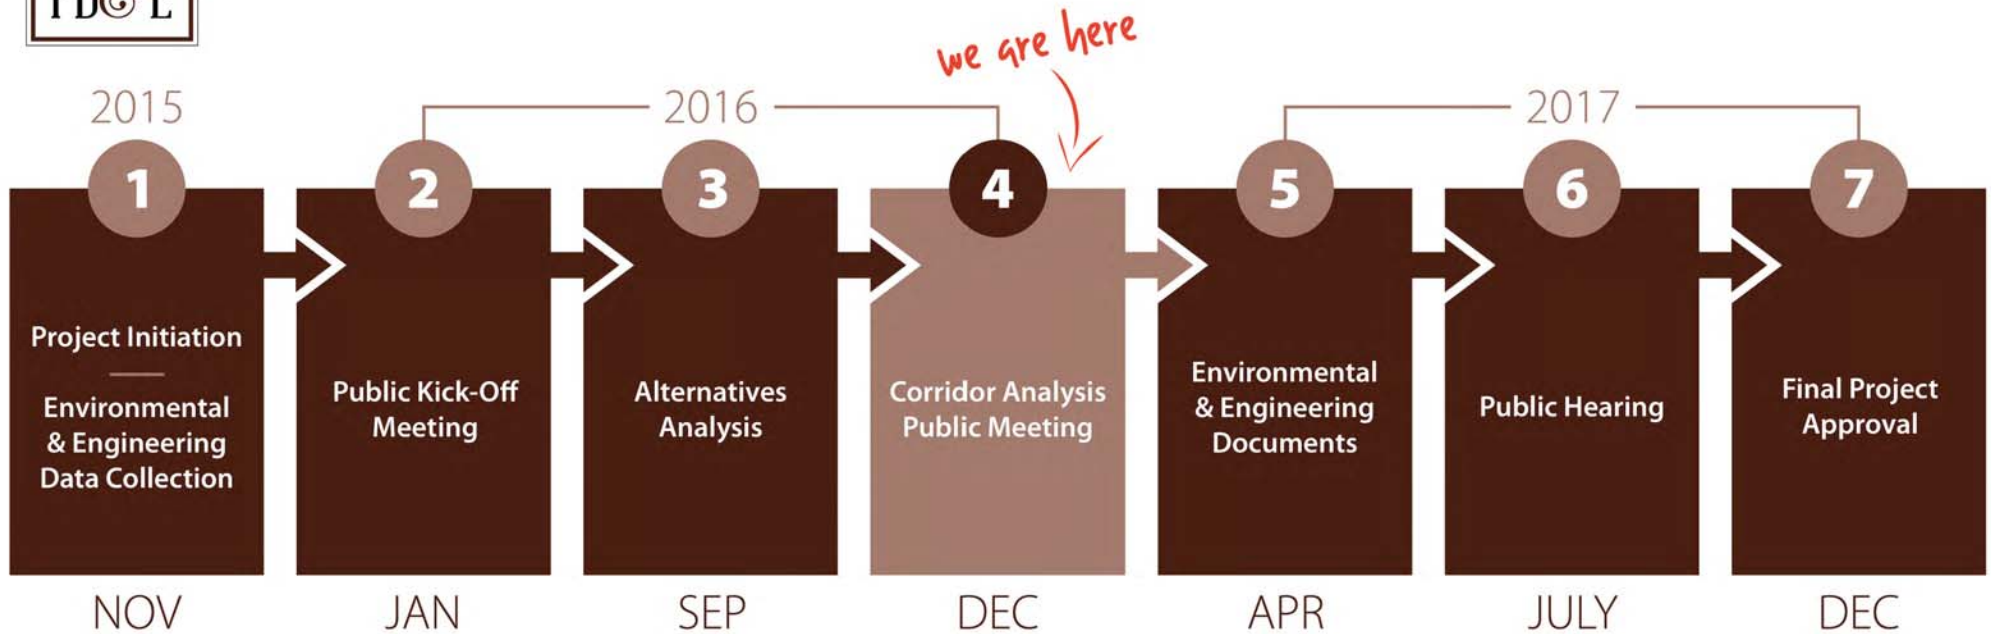 we are here
2015
2016
2017
1
2
3
4
5
6
7
Project Initiation
Environmental
& Engineering
Data Collection
Public Kick-Off
Meeting
Alternatives
Analysis
Corridor Analysis
Public Meeting
Environmental
& Engineering
Documents
Public Hearing
Final Project
Approval
NOV
JAN
SEP
DEC
APR
JULY
DEC